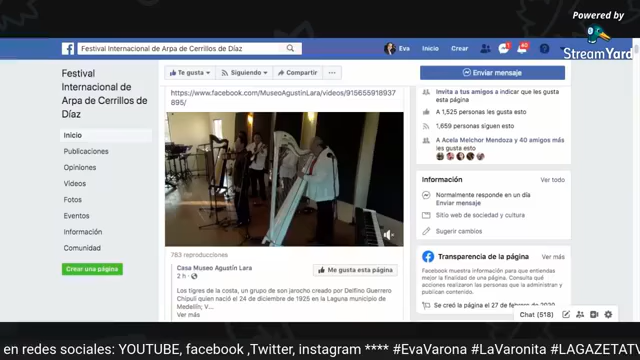 Powered by
StreamYard
Festival Internacional de Arpa de Cerrillos de Díaz
Eva
Inicio
Crear
Festival
Internacional de
Arpa de Cerrillos de
Díaz
Inicio
Publicaciones
Opiniones
Videos
Fotos
Eventos
Información
Comunidad
Crear una página
Te gusta
Siguiendo
Compartir
Enviar mensaje
https://www.facebook.com/MuseoAgustinLara/videos/915655918937
895/
783 reproducciones
Casa Museo Agustín Lara
2 h
Me gusta esta página
Los tigres de la costa, un grupo de son jarocho creado por Delfino Guerrero
Chipuli quien nació el 24 de diciembre de 1925 en la Laguna municipio de
Medellín; V...
Ver más
Invita a tus amigos a indicar que les gusta
esta página
A 1,525 personas les gusta esto
1,659 personas siguen esto
A Acela Melchor Mendoza y 40 amigos más
les gusta esto
Información
Ver todo
Normalmente responde en un día
Enviar mensaje
Sitio web de sociedad y cultura
Sugerir cambios
Transparencia de la página
Ver más
Facebook muestra información para que entiendas
mejor la finalidad de una página. Consulta qué
acciones realizaron las personas que la administran y
publican contenido.
Se creó la página el 27 de febrero de 2020
Chat (518)
en redes sociales: YOUTUBE, facebook ,Twitter, instagram **** #EvaVarona #LaVaronita #LAGAZETATV